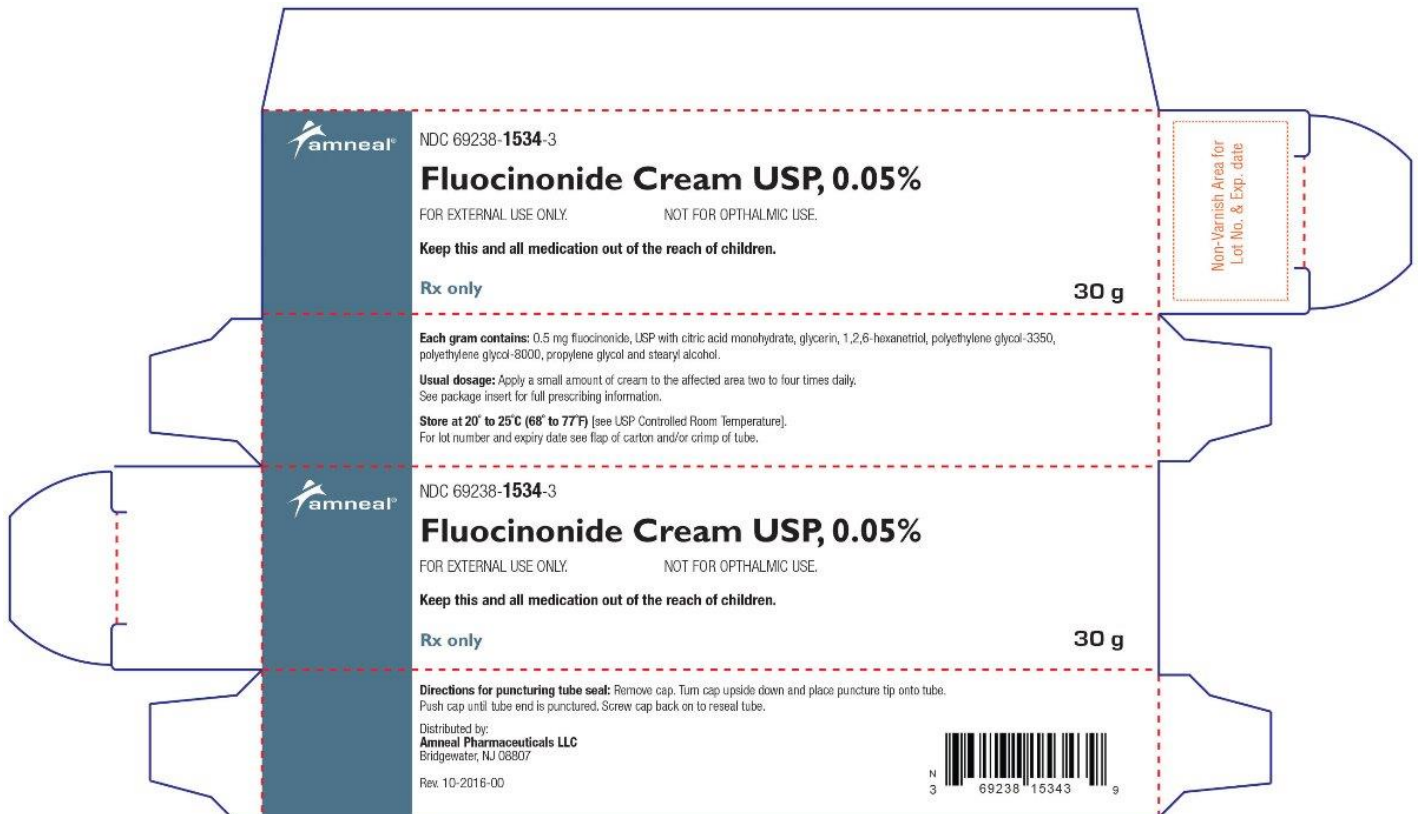 amneal®
NDC 69238-1534-3
Fluocinonide Cream USP, 0.05%
FOR EXTERNAL USE ONLY. NOT FOR OPTHALMIC USE.
Keep this and all medication out of the reach of children.
Rx only
30 g
Non-Varnish Area for
Lot No. & Exp. date
Each gram contains: 0.5 mg fluocinonide, USP with citric acid monohydrate, glycerin, 1,2,6-hexanetriol, polyethylene glycol-3350,
polyethylene glycol-8000, propylene glycol and stearyl alcohol.
Usual dosage: Apply a small amount of cream to the affected area two to four times daily.
See package insert for full prescribing information.
Store at 20° to 25°C (68° to 77°F) [see USP Controlled Room Temperature].
For lot number and expiry date see flap of carton and/or crimp of tube.
amneal®
NDC 69238-1534-3
Fluocinonide Cream USP, 0.05%
FOR EXTERNAL USE ONLY. NOT FOR OPTHALMIC USE.
Keep this and all medication out of the reach of children.
Rx only
30 g
Directions for puncturing tube seal: Remove cap. Turn cap upside down and place puncture tip onto tube.
Push cap until tube end is punctured. Screw cap back on to reseal tube.
Distributed by:
Amneal Pharmaceuticals LLC
Bridgewater, NJ 08807
Rev. 10-2016-00
N
3 69238 15343 9